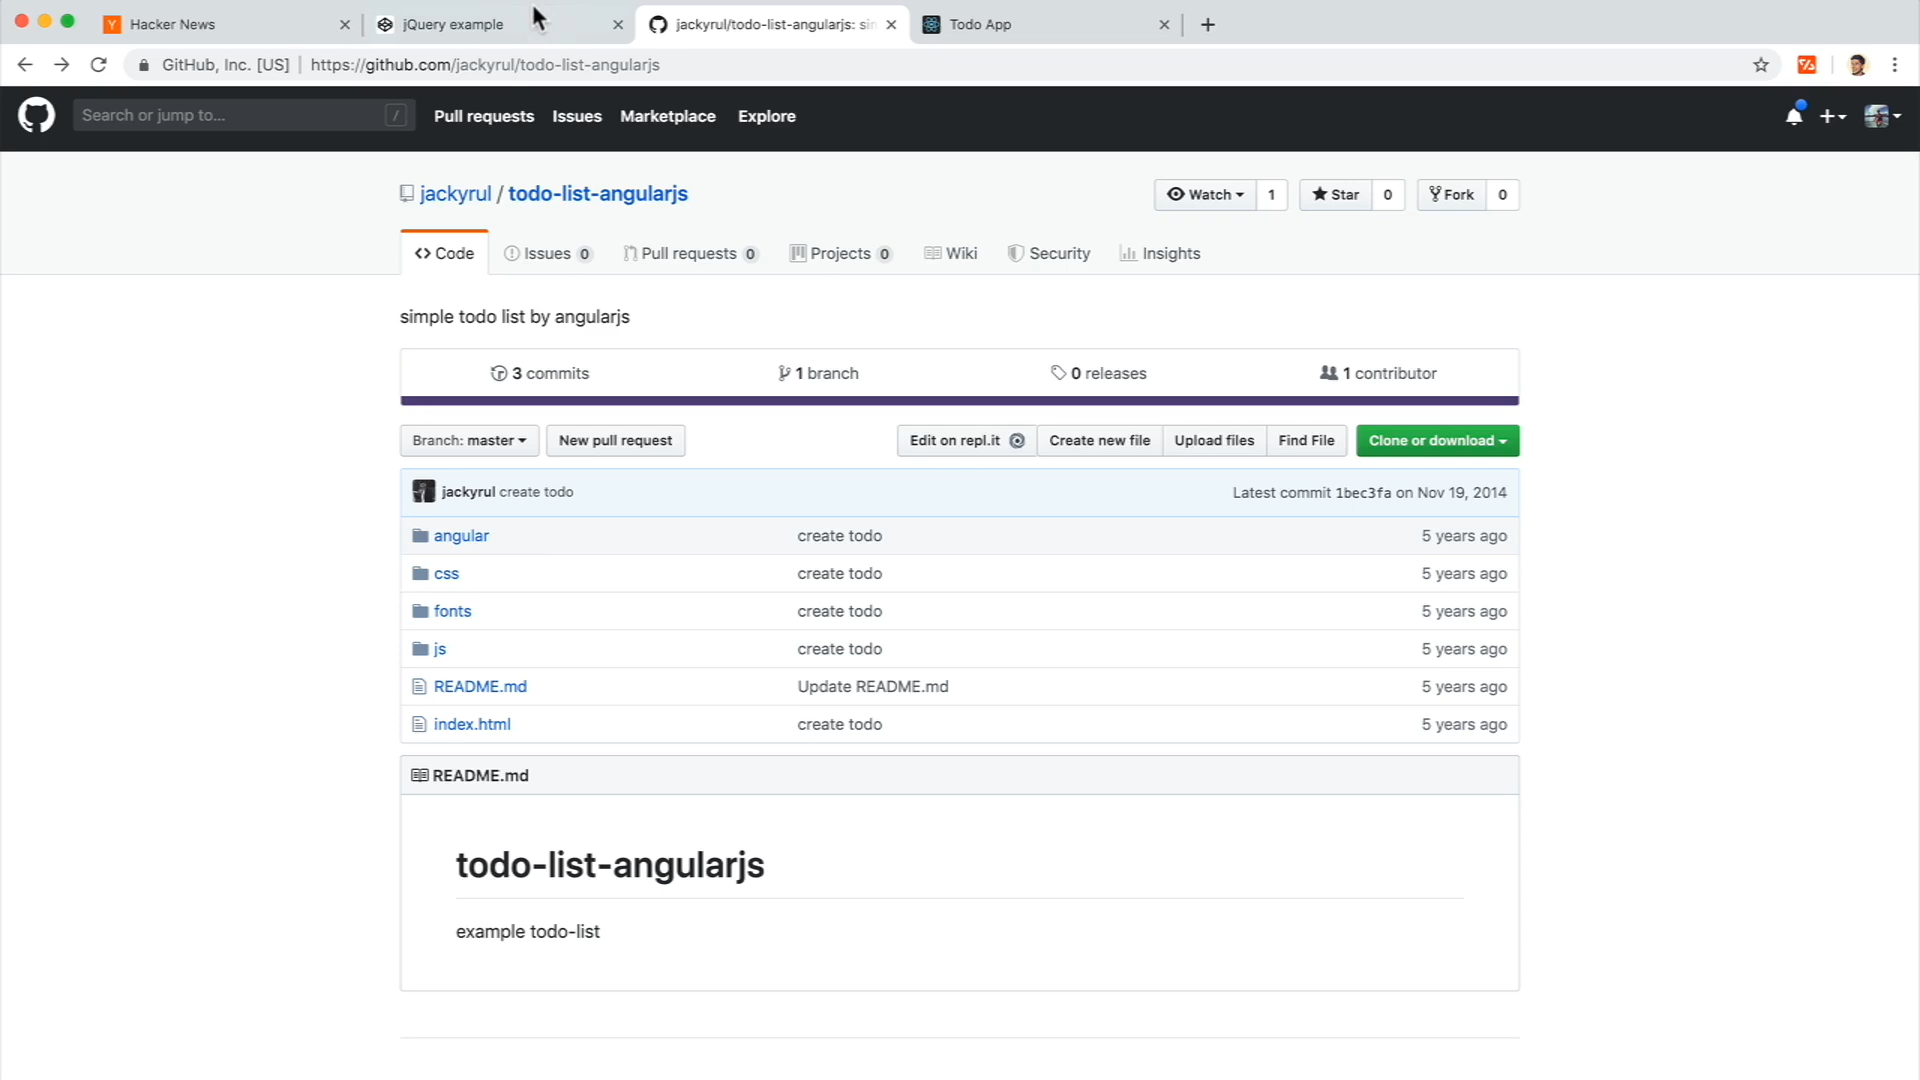 Hacker News
jQuery example
jackyrul/todo-list-angularjs: sim
Todo App
GitHub, Inc. [US] | https://github.com/jackyrul/todo-list-angularjs
Search or jump to... /
Pull requests Issues Marketplace Explore
jackyrul / todo-list-angularjs
Watch 1 Star 0 Fork 0
Code Issues 0 Pull requests 0 Projects 0 Wiki Security Insights
simple todo list by angularjs
3 commits 1 branch 0 releases 1 contributor
Branch: master New pull request Edit on repl.it Create new file Upload files Find File Clone or download
jackyrul create todo Latest commit 1bec3fa on Nov 19, 2014
angular create todo 5 years ago
css create todo 5 years ago
fonts create todo 5 years ago
js create todo 5 years ago
README.md Update README.md 5 years ago
index.html create todo 5 years ago
README.md
todo-list-angularjs
example todo-list